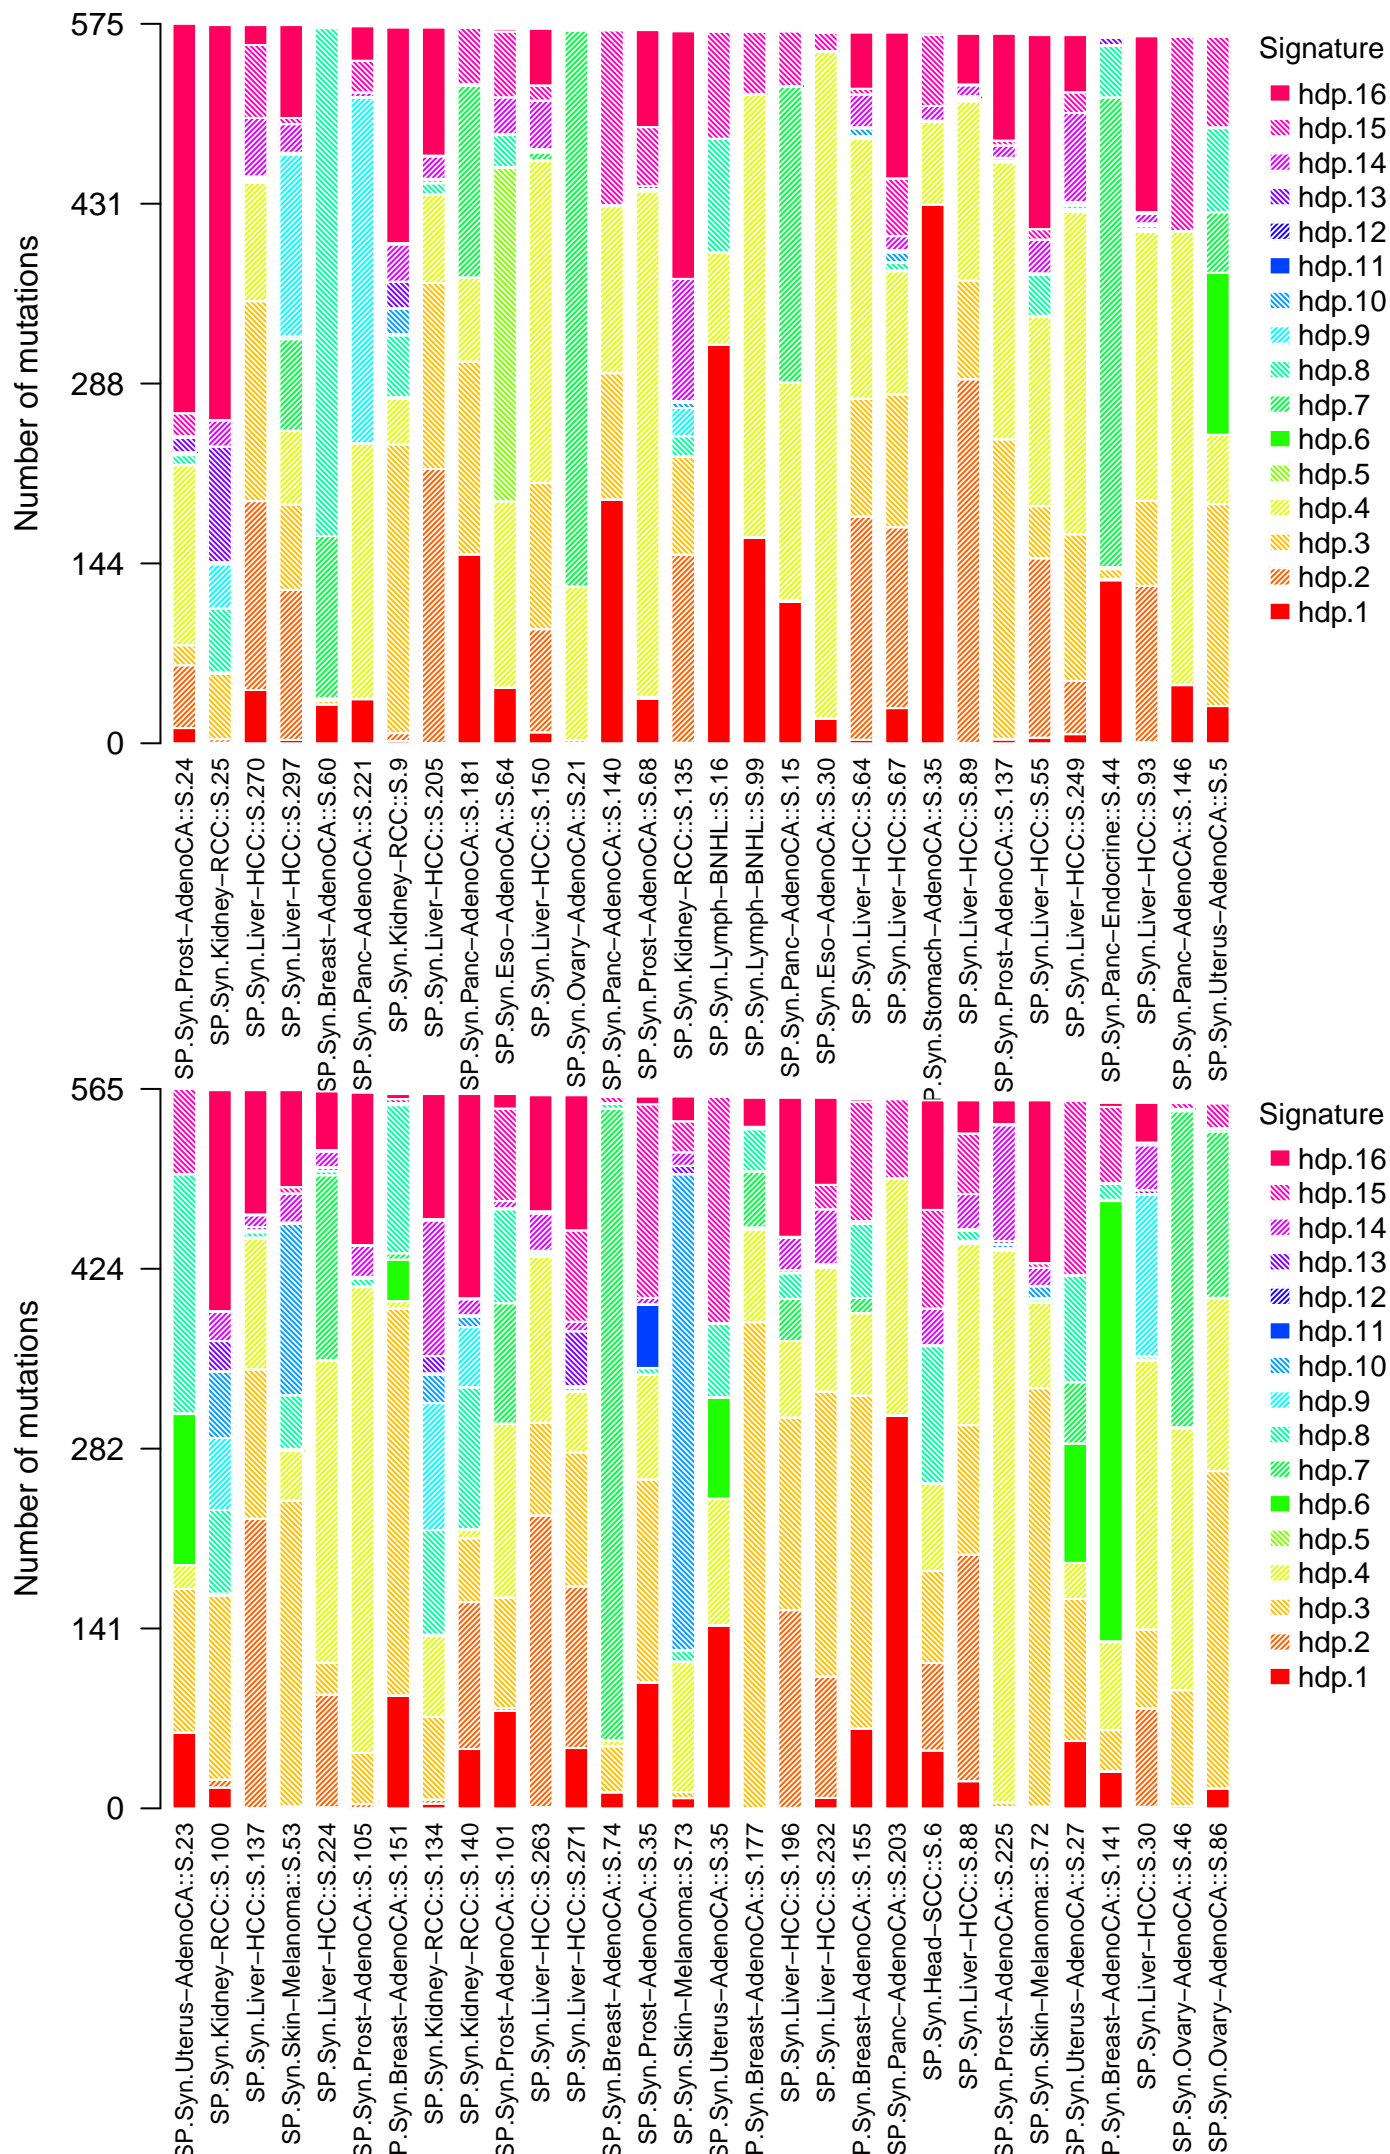 575
431
288
144
0
Number of mutations
Signature
hdp.16
hdp.15
hdp.14
hdp.13
hdp.12
hdp.11
hdp.10
hdp.9
hdp.8
hdp.7
hdp.6
hdp.5
hdp.4
hdp.3
hdp.2
hdp.1
SP.Syn.Prost−AdenoCA::S.24
SP.Syn.Kidney−RCC::S.25
SP.Syn.Liver−HCC::S.270
SP.Syn.Liver−HCC::S.297
SP.Syn.Breast−AdenoCA::S.60
SP.Syn.Panc−AdenoCA::S.221
SP.Syn.Kidney−RCC::S.9
SP.Syn.Liver−HCC::S.205
SP.Syn.Panc−AdenoCA::S.181
SP.Syn.Eso−AdenoCA::S.64
SP.Syn.Liver−HCC::S.150
SP.Syn.Ovary−AdenoCA::S.21
SP.Syn.Panc−AdenoCA::S.140
SP.Syn.Prost−AdenoCA::S.68
SP.Syn.Kidney−RCC::S.135
SP.Syn.Lymph−BNHL::S.16
SP.Syn.Lymph−BNHL::S.99
SP.Syn.Panc−AdenoCA::S.15
SP.Syn.Eso−AdenoCA::S.30
SP.Syn.Liver−HCC::S.64
SP.Syn.Liver−HCC::S.67
P.Syn.Stomach−AdenoCA::S.35
SP.Syn.Liver−HCC::S.89
SP.Syn.Prost−AdenoCA::S.137
SP.Syn.Liver−HCC::S.55
SP.Syn.Liver−HCC::S.249
SP.Syn.Panc−Endocrine::S.44
SP.Syn.Liver−HCC::S.93
SP.Syn.Panc−AdenoCA::S.146
SP.Syn.Uterus−AdenoCA::S.5
565
424
282
141
0
Number of mutations
Signature
hdp.16
hdp.15
hdp.14
hdp.13
hdp.12
hdp.11
hdp.10
hdp.9
hdp.8
hdp.7
hdp.6
hdp.5
hdp.4
hdp.3
hdp.2
hdp.1
SP.Syn.Uterus−AdenoCA::S.23
SP.Syn.Kidney−RCC::S.100
SP.Syn.Liver−HCC::S.137
SP.Syn.Skin−Melanoma::S.53
SP.Syn.Liver−HCC::S.224
SP.Syn.Prost−AdenoCA::S.105
P.Syn.Breast−AdenoCA::S.151
SP.Syn.Kidney−RCC::S.134
SP.Syn.Kidney−RCC::S.140
SP.Syn.Prost−AdenoCA::S.101
SP.Syn.Liver−HCC::S.263
SP.Syn.Liver−HCC::S.271
SP.Syn.Breast−AdenoCA::S.74
SP.Syn.Prost−AdenoCA::S.35
SP.Syn.Skin−Melanoma::S.73
SP.Syn.Uterus−AdenoCA::S.35
P.Syn.Breast−AdenoCA::S.177
SP.Syn.Liver−HCC::S.196
SP.Syn.Liver−HCC::S.232
P.Syn.Breast−AdenoCA::S.155
SP.Syn.Panc−AdenoCA::S.203
SP.Syn.Head−SCC::S.6
SP.Syn.Liver−HCC::S.88
SP.Syn.Prost−AdenoCA::S.225
SP.Syn.Skin−Melanoma::S.72
SP.Syn.Uterus−AdenoCA::S.27
P.Syn.Breast−AdenoCA::S.141
SP.Syn.Liver−HCC::S.30
SP.Syn.Ovary−AdenoCA::S.46
SP.Syn.Ovary−AdenoCA::S.86